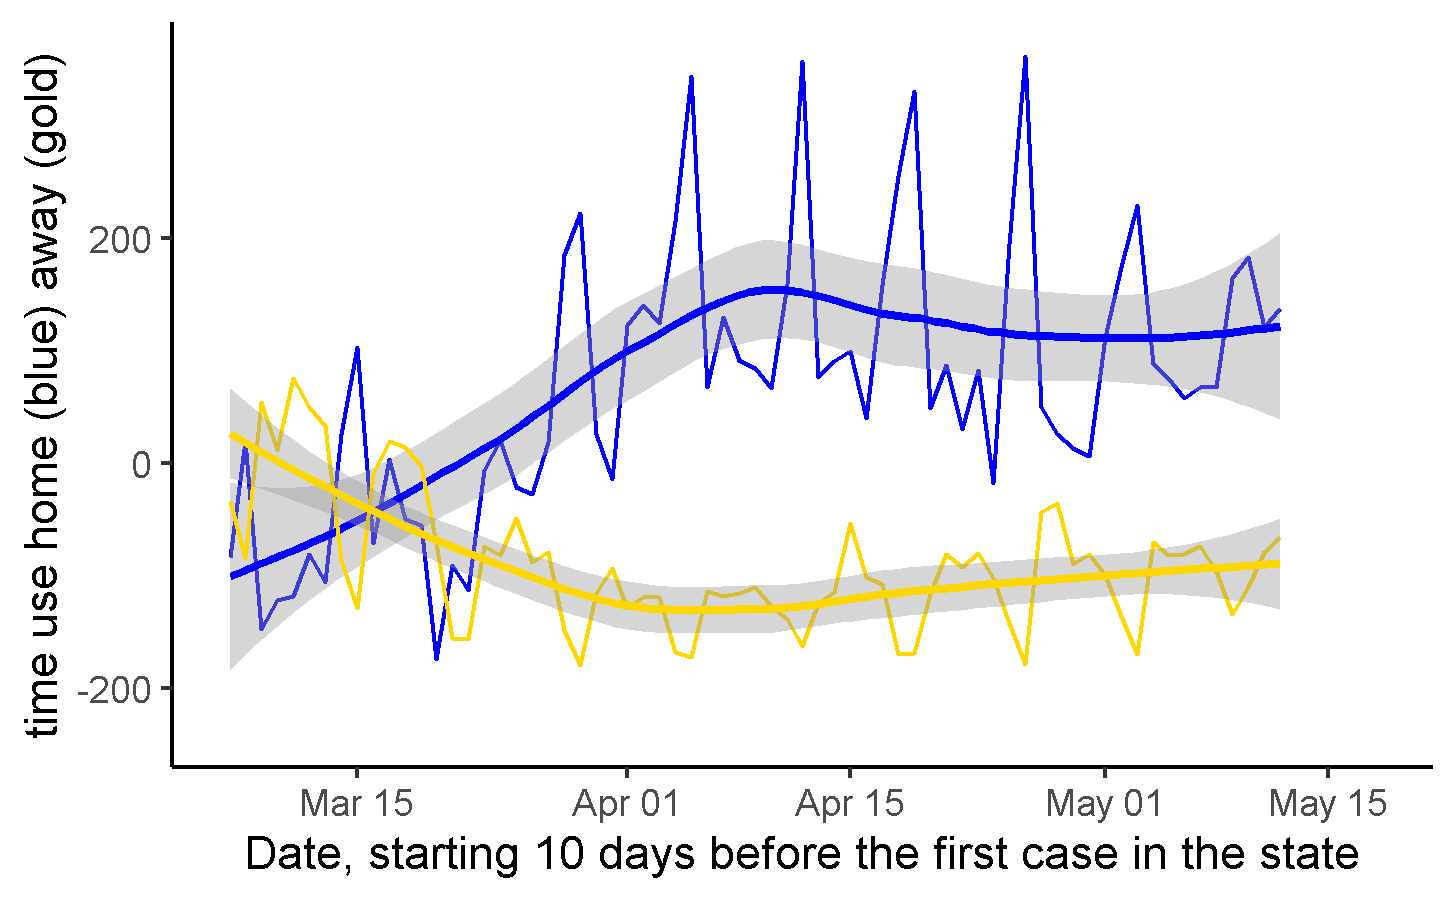 time use home (blue) away (gold)
200
0
-200
Mar 15
Apr 01
Apr 15
May 01
May 15
Date, starting 10 days before the first case in the state